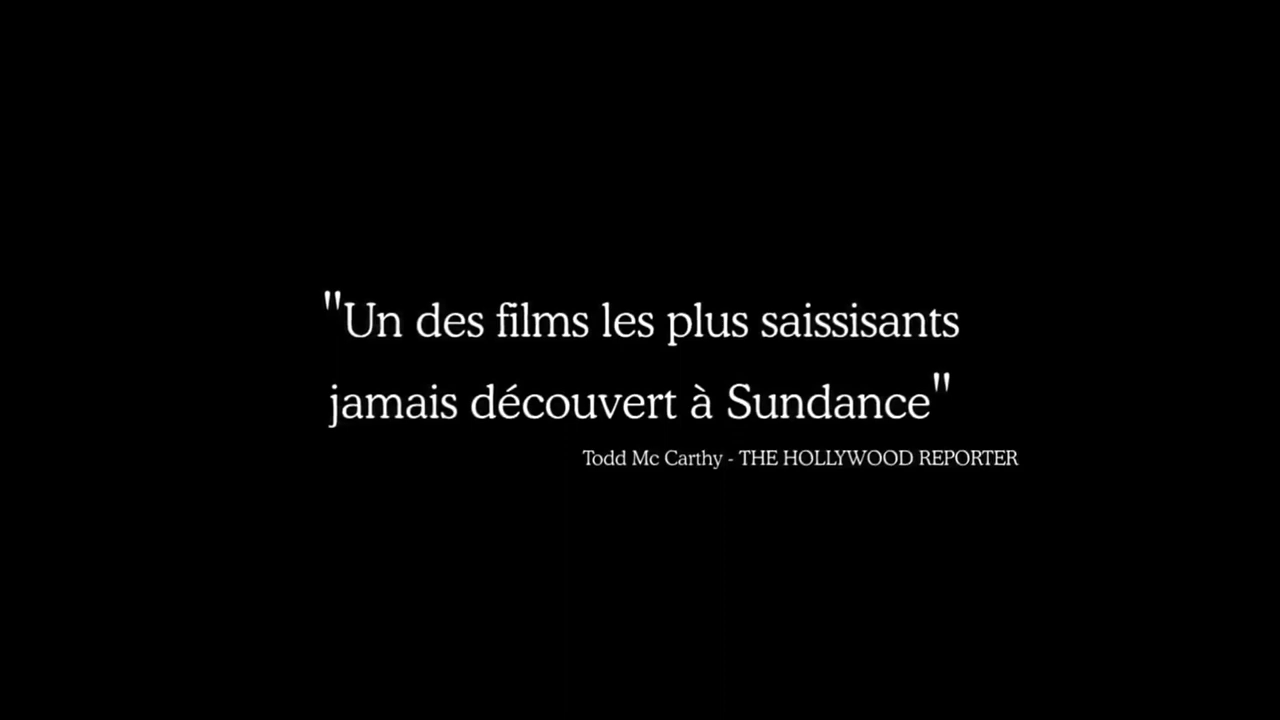 "Un des films les plus saissisants
jamais découvert à Sundance"
Todd Mc Carthy - THE HOLLYWOOD REPORTER